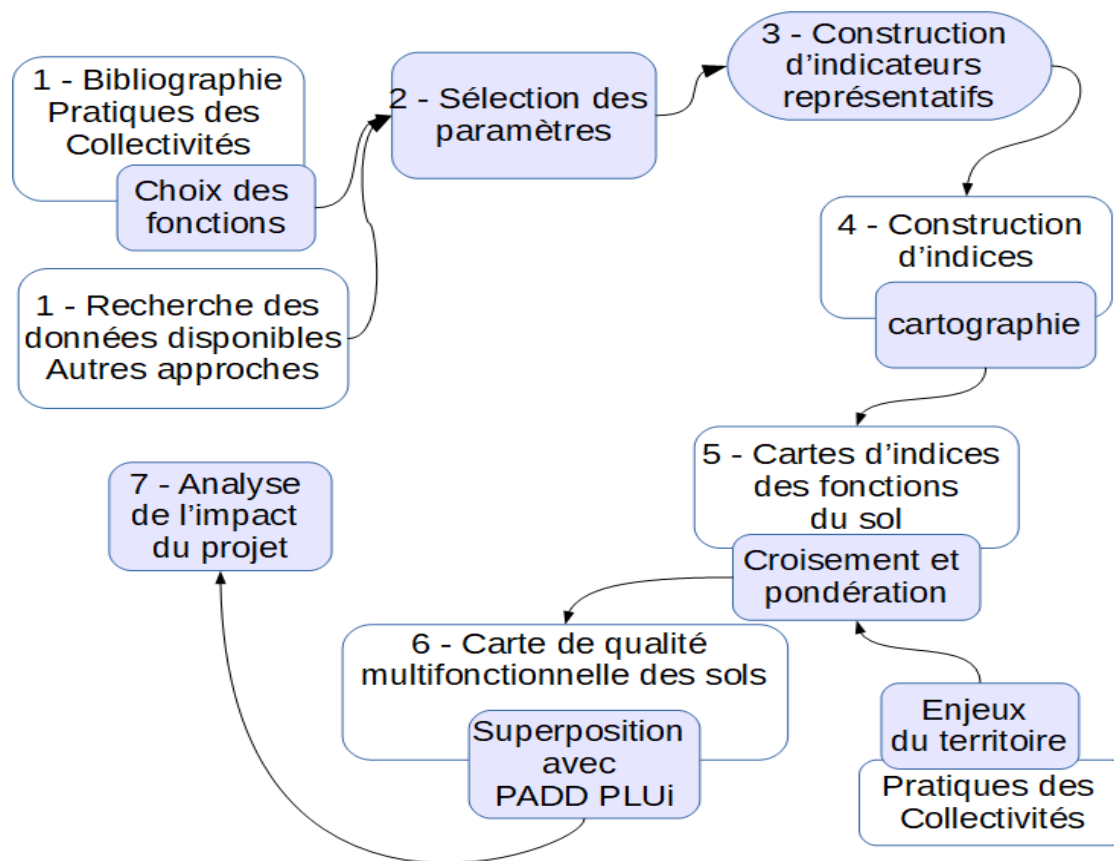 1 - Bibliographie
Pratiques des
Collectivités
Choix des
fonctions
1 - Recherche des
données disponibles
Autres approches
2 - Sélection des
paramètres
3 - Construction
d'indicateurs
représentatifs
4 - Construction
d'indices
cartographie
5 - Cartes d'indices
des fonctions
du sol
Croisement et
pondération
Enjeux
du territoire
Pratiques des
Collectivités
6 - Carte de qualité
multifonctionnelle des sols
Superposition
avec
PADD PLUi
7 - Analyse
de l'impact
du projet